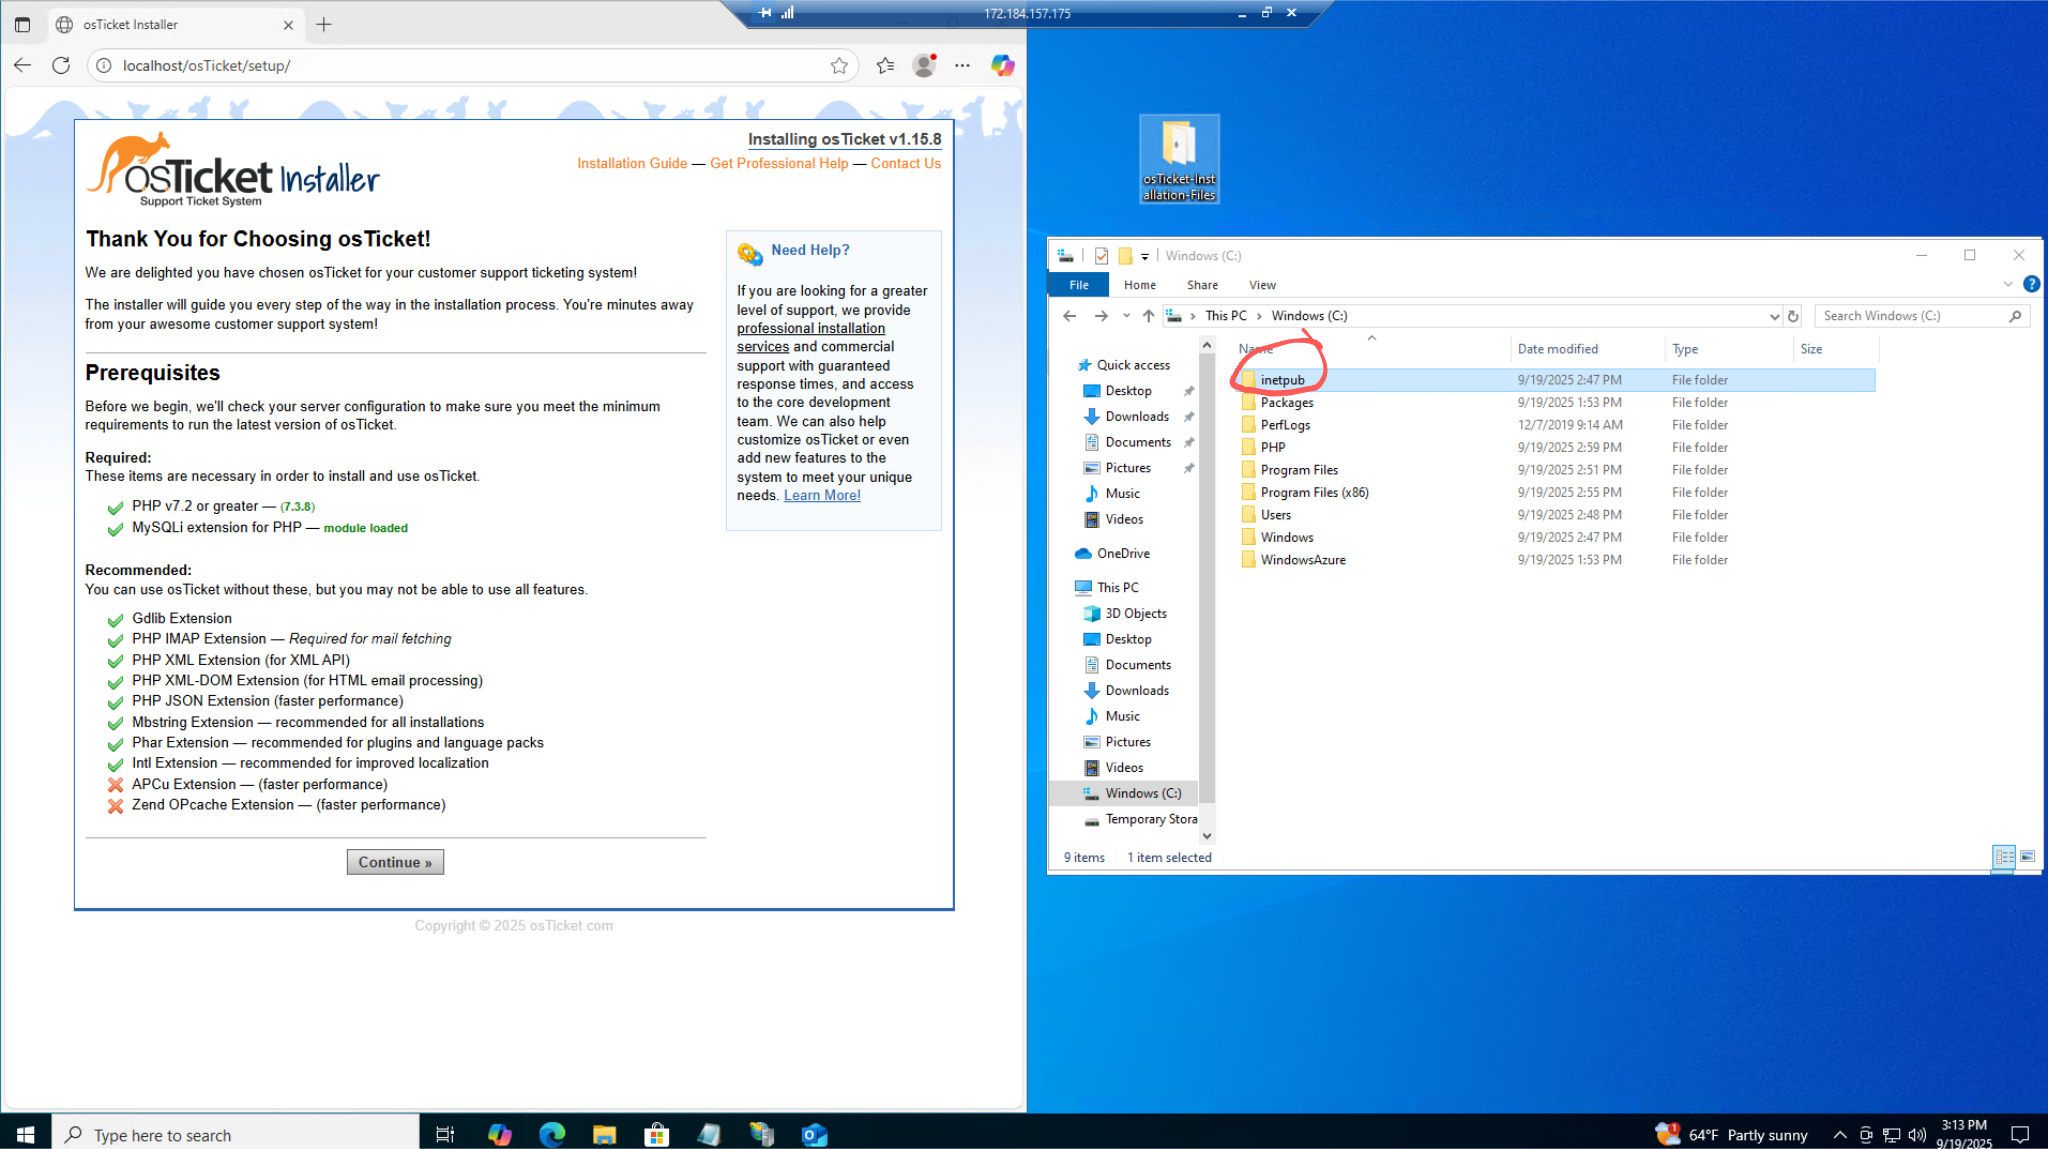 osTicket Installer
172.184.157.175
localhost/osTicket/setup/
osTicket Installer
Support Ticket System
Installing osTicket v1.15.8
Installation Guide — Get Professional Help — Contact Us
Thank You for Choosing osTicket!
We are delighted you have chosen osTicket for your customer support ticketing system!
The installer will guide you every step of the way in the installation process. You're minutes away
from your awesome customer support system!
Prerequisites
Before we begin, we'll check your server configuration to make sure you meet the minimum
requirements to run the latest version of osTicket.
Required:
These items are necessary in order to install and use osTicket.
PHP v7.2 or greater — (7.3.8)
MySQLi extension for PHP — module loaded
Recommended:
You can use osTicket without these, but you may not be able to use all features.
Gdlib Extension
PHP IMAP Extension — Required for mail fetching
PHP XML Extension (for XML API)
PHP XML-DOM Extension (for HTML email processing)
PHP JSON Extension (faster performance)
Mbstring Extension — recommended for all installations
Phar Extension — recommended for plugins and language packs
Intl Extension — recommended for improved localization
APCu Extension — (faster performance)
Zend OPcache Extension — (faster performance)
Continue »
Need Help?
If you are looking for a greater
level of support, we provide
professional installation
services and commercial
support with guaranteed
response times, and access
to the core development
team. We can also help
customize osTicket or even
add new features to the
system to meet your unique
needs. Learn More!
Copyright © 2025 osTicket.com
osTicket-Inst
allation-Files
Windows (C:)
File Home Share View
This PC > Windows (C:)
Search Windows (C:)
Quick access
Desktop
Downloads
Documents
Pictures
Music
Videos
OneDrive
This PC
3D Objects
Desktop
Documents
Downloads
Music
Pictures
Videos
Windows (C:)
Temporary Stora
Name Date modified Type Size
inetpub 9/19/2025 2:47 PM File folder
Packages 9/19/2025 1:53 PM File folder
PerfLogs 12/7/2019 9:14 AM File folder
PHP 9/19/2025 2:59 PM File folder
Program Files 9/19/2025 2:51 PM File folder
Program Files (x86) 9/19/2025 2:55 PM File folder
Users 9/19/2025 2:48 PM File folder
Windows 9/19/2025 2:47 PM File folder
WindowsAzure 9/19/2025 1:53 PM File folder
9 items 1 item selected
Type here to search
1
64°F Partly sunny
3:13 PM
9/19/2025